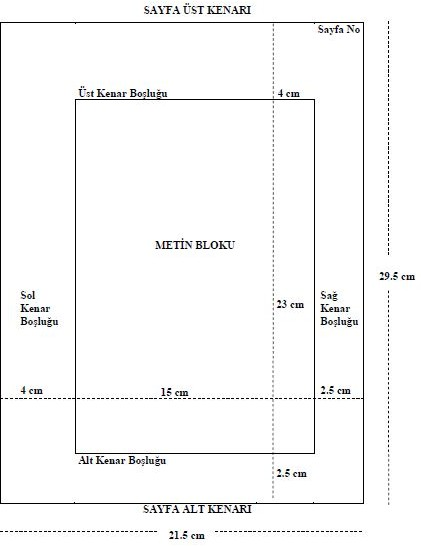 SAYFA ÜST KENARI
Sayfa No
Üst Kenar Boşluğu
4 cm
METİN BLOKU
29.5 cm
Sol
Kenar
Boşluğu
23 cm
Sağ
Kenar
Boşluğu
4 cm
15 cm
2.5 cm
Alt Kenar Boşluğu
2.5 cm
SAYFA ALT KENARI
21.5 cm